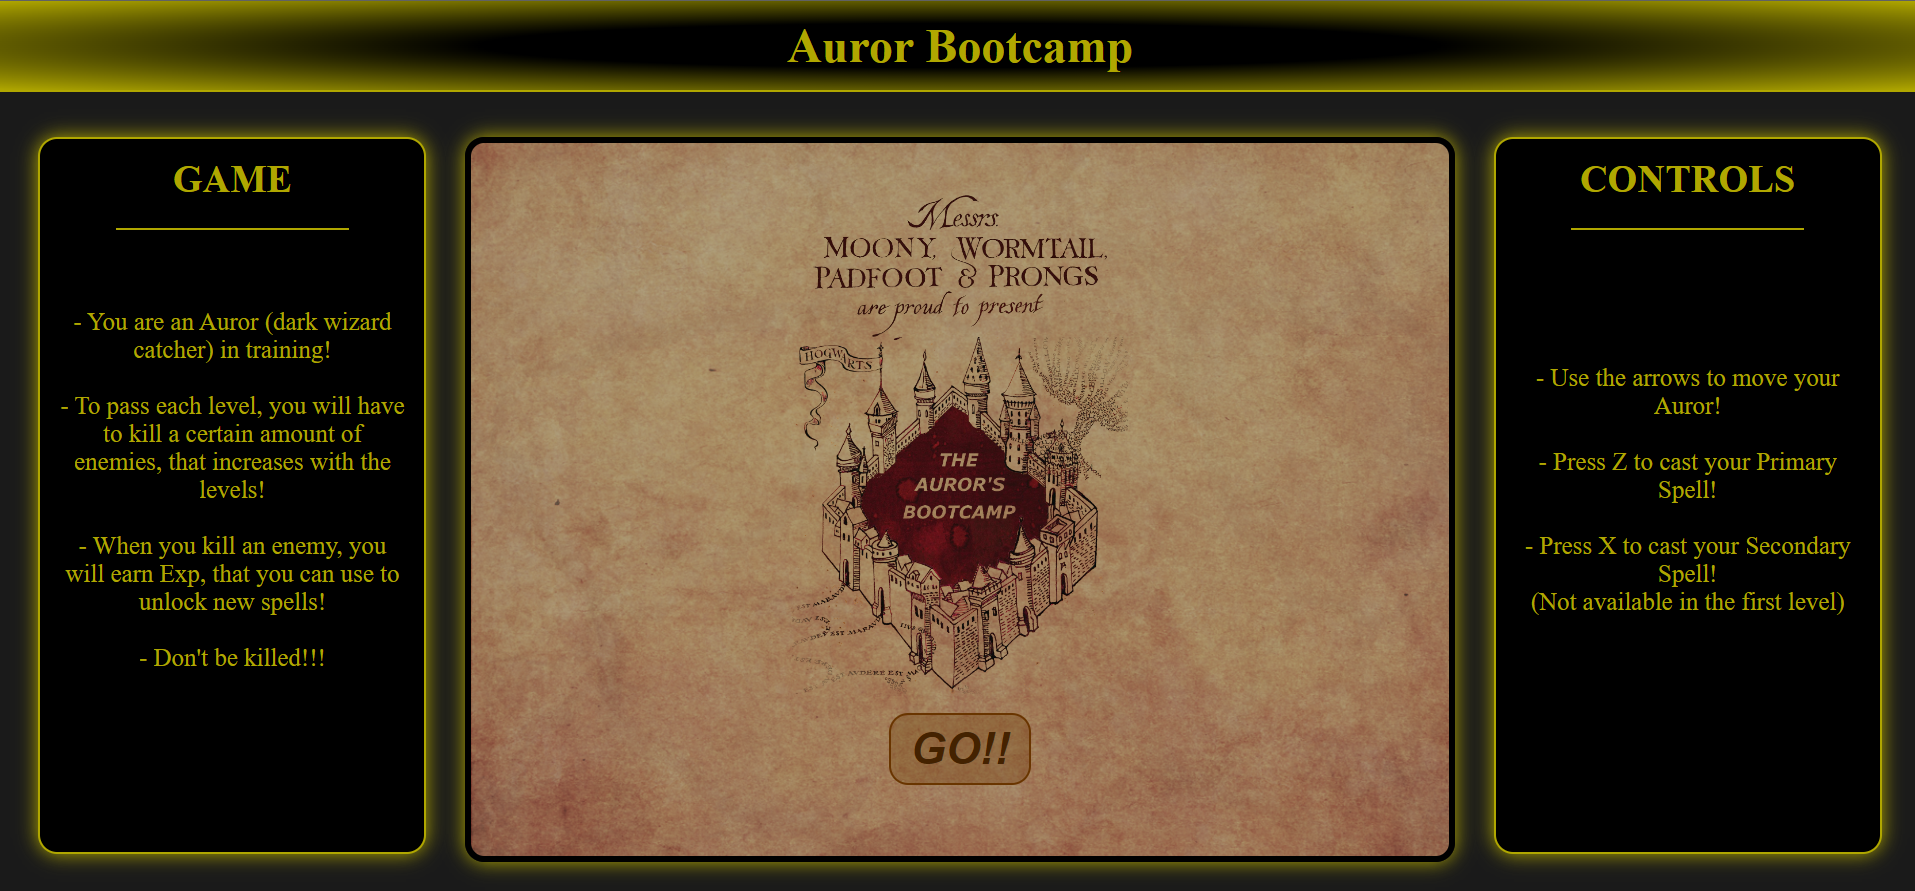 Auror Bootcamp
GAME
- You are an Auror (dark wizard
catcher) in training!
- To pass each level, you will have
to kill a certain amount of
enemies, that increases with the
levels!
- When you kill an enemy, you
will earn Exp, that you can use to
unlock new spells!
- Don't be killed!!!
Messrs.
MOONY, WORMTAIL,
PADFOOT & PRONGS
are proud to present
HOGWARTS
THE
AUROR'S
BOOTCAMP
GO!!
CONTROLS
- Use the arrows to move your
Auror!
- Press Z to cast your Primary
Spell!
- Press X to cast your Secondary
Spell!
(Not available in the first level)